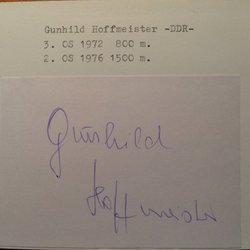 Gunhild Hoffmeister -DDR-
3. OS 1972 800 m.
2. OS 1976 1500 m.
Gunhild
Hoffmeister